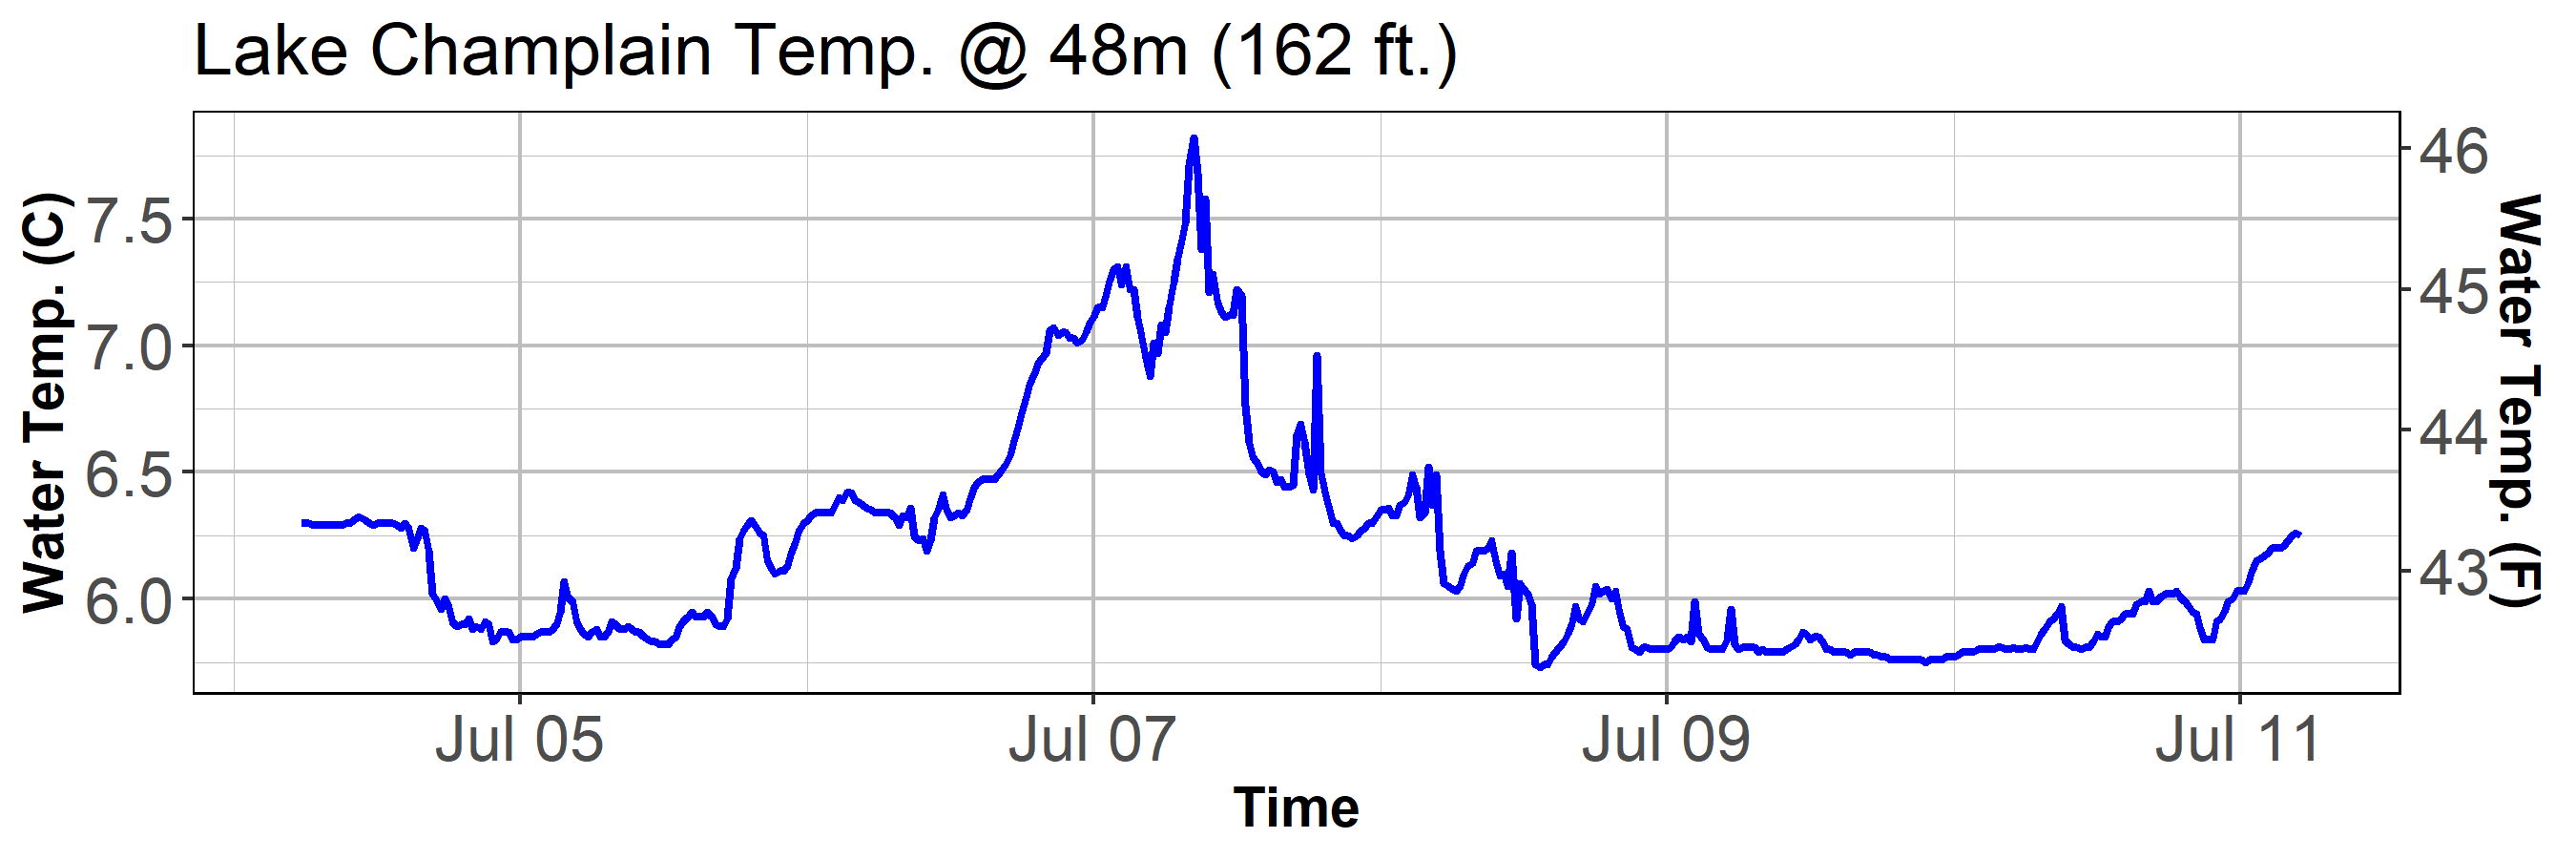 Lake Champlain Temp. @ 48m (162 ft.)
Water Temp. (C)
7.5
7.0
6.5
6.0
46
45
44
43
Water Temp. (F)
Jul 05 Jul 07 Jul 09 Jul 11
Time